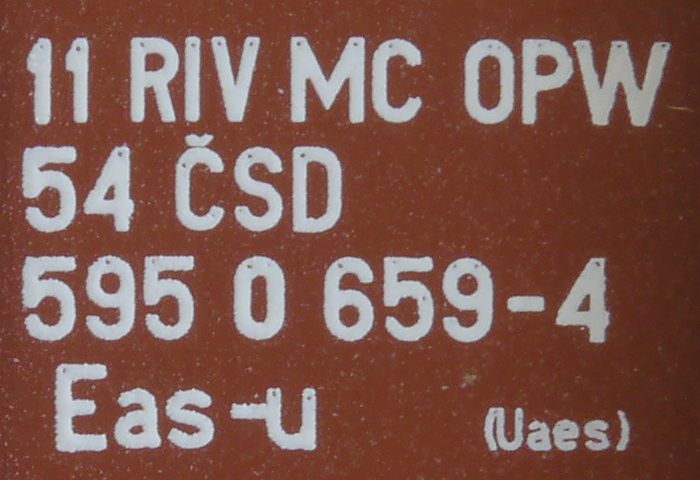 11 RIV MC OPW
54 ČSD
595 0 659-4
Eas-u (Uaes)